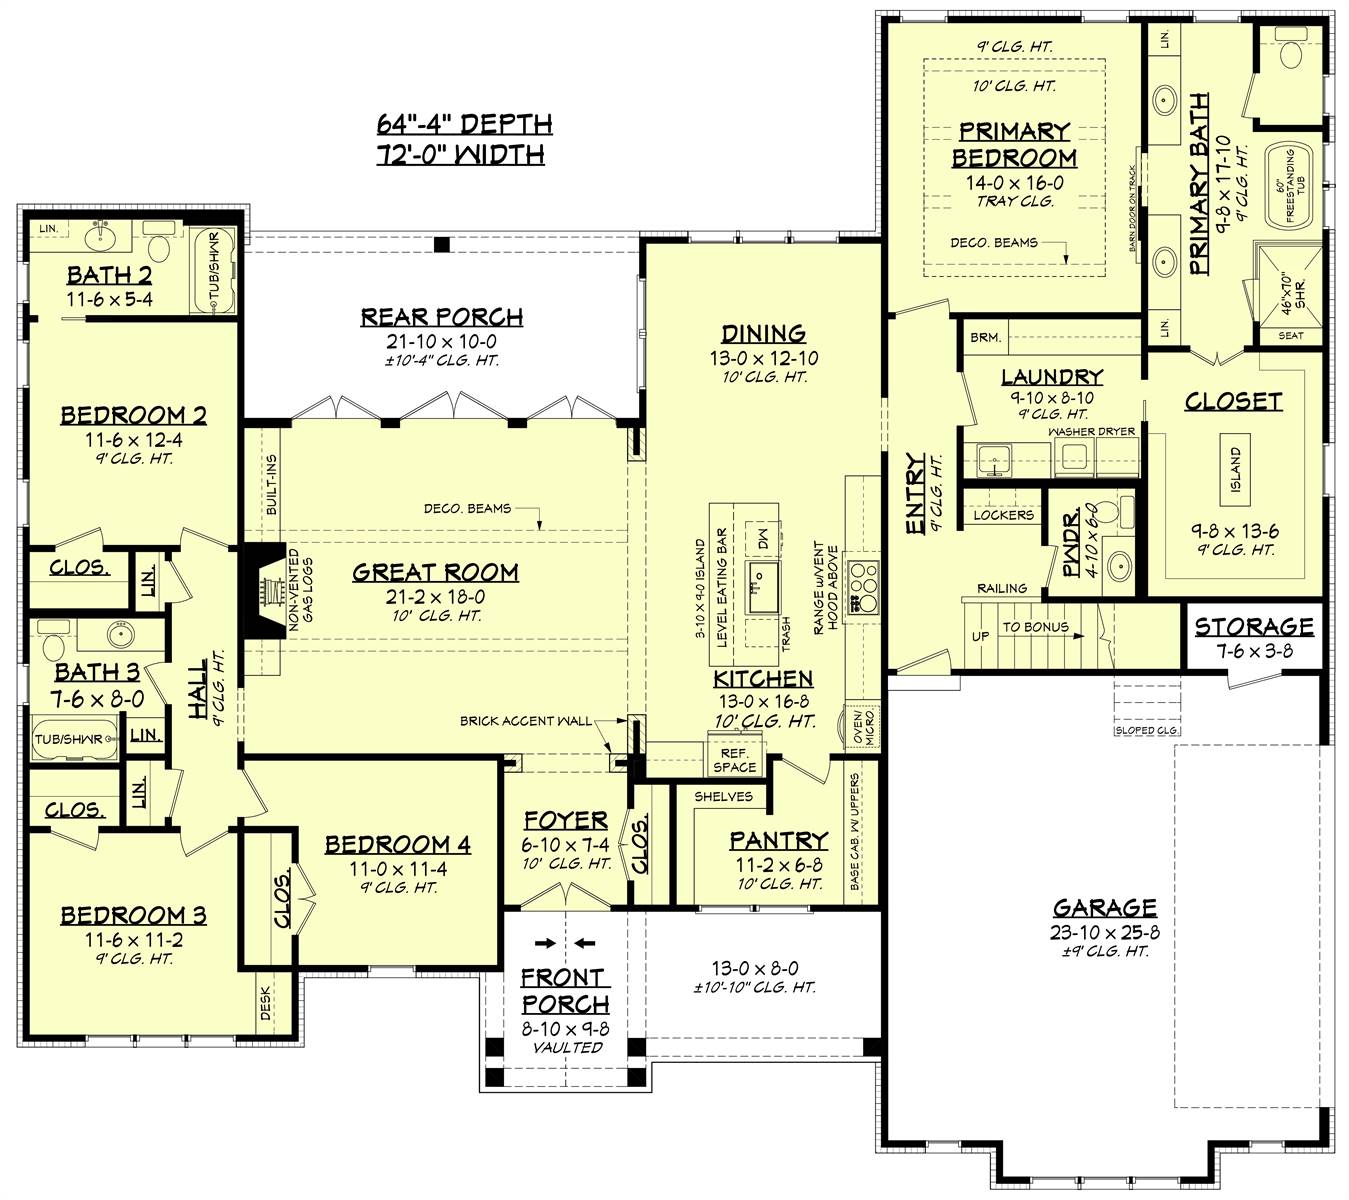 64"-4" DEPTH
72'-0" WIDTH
9' CLG. HT.
10' CLG. HT.
PRIMARY
BEDROOM
14-0 x 16-0
TRAY CLG.
DECO. BEAMS
BARN DOOR ON TRACK
LIN.
PRIMARY BATH
9-8 x 17-10
9' CLG. HT.
60"
FREESTANDING
TUB
46"x70"
SHR.
SEAT
LIN.
LIN.
BATH 2
11-6 x 5-4
TUB/SHWR
REAR PORCH
21-10 x 10-0
±10'-4" CLG. HT.
DINING
13-0 x 12-10
10' CLG. HT.
BRM.
LAUNDRY
9-10 x 8-10
9' CLG. HT.
WASHER DRYER
CLOSET
ISLAND
9-8 x 13-6
9' CLG. HT.
BEDROOM 2
11-6 x 12-4
9' CLG. HT.
BUILT-INS
DECO. BEAMS
ENTRY
9' CLG. HT.
LOCKERS
PWDR.
4-10 x 6-0
RAILING
UP
TO BONUS
STORAGE
7-6 x 3-8
CLOS.
LIN.
NON-VENTED
GAS LOGS
GREAT ROOM
21-2 x 18-0
10' CLG. HT.
3-10 x 9-0 ISLAND
LEVEL EATING BAR
DW
TRASH
RANGE w/VENT
HOOD ABOVE
KITCHEN
13-0 x 16-8
10' CLG. HT.
OVEN/
MICRO.
REF.
SPACE
BRICK ACCENT WALL
BATH 3
7-6 x 8-0
TUB/SHWR
LIN.
HALL
9' CLG. HT.
SLOPED CLG.
CLOS.
LIN.
BEDROOM 4
11-0 x 11-4
9' CLG. HT.
CLOS.
FOYER
6-10 x 7-4
10' CLG. HT.
CLOS.
SHELVES
PANTRY
11-2 x 6-8
10' CLG. HT.
BASE CAB. W/ UPPERS
BEDROOM 3
11-6 x 11-2
9' CLG. HT.
DESK
FRONT
PORCH
8-10 x 9-8
VAULTED
13-0 x 8-0
±10'-10" CLG. HT.
GARAGE
23-10 x 25-8
±9' CLG. HT.